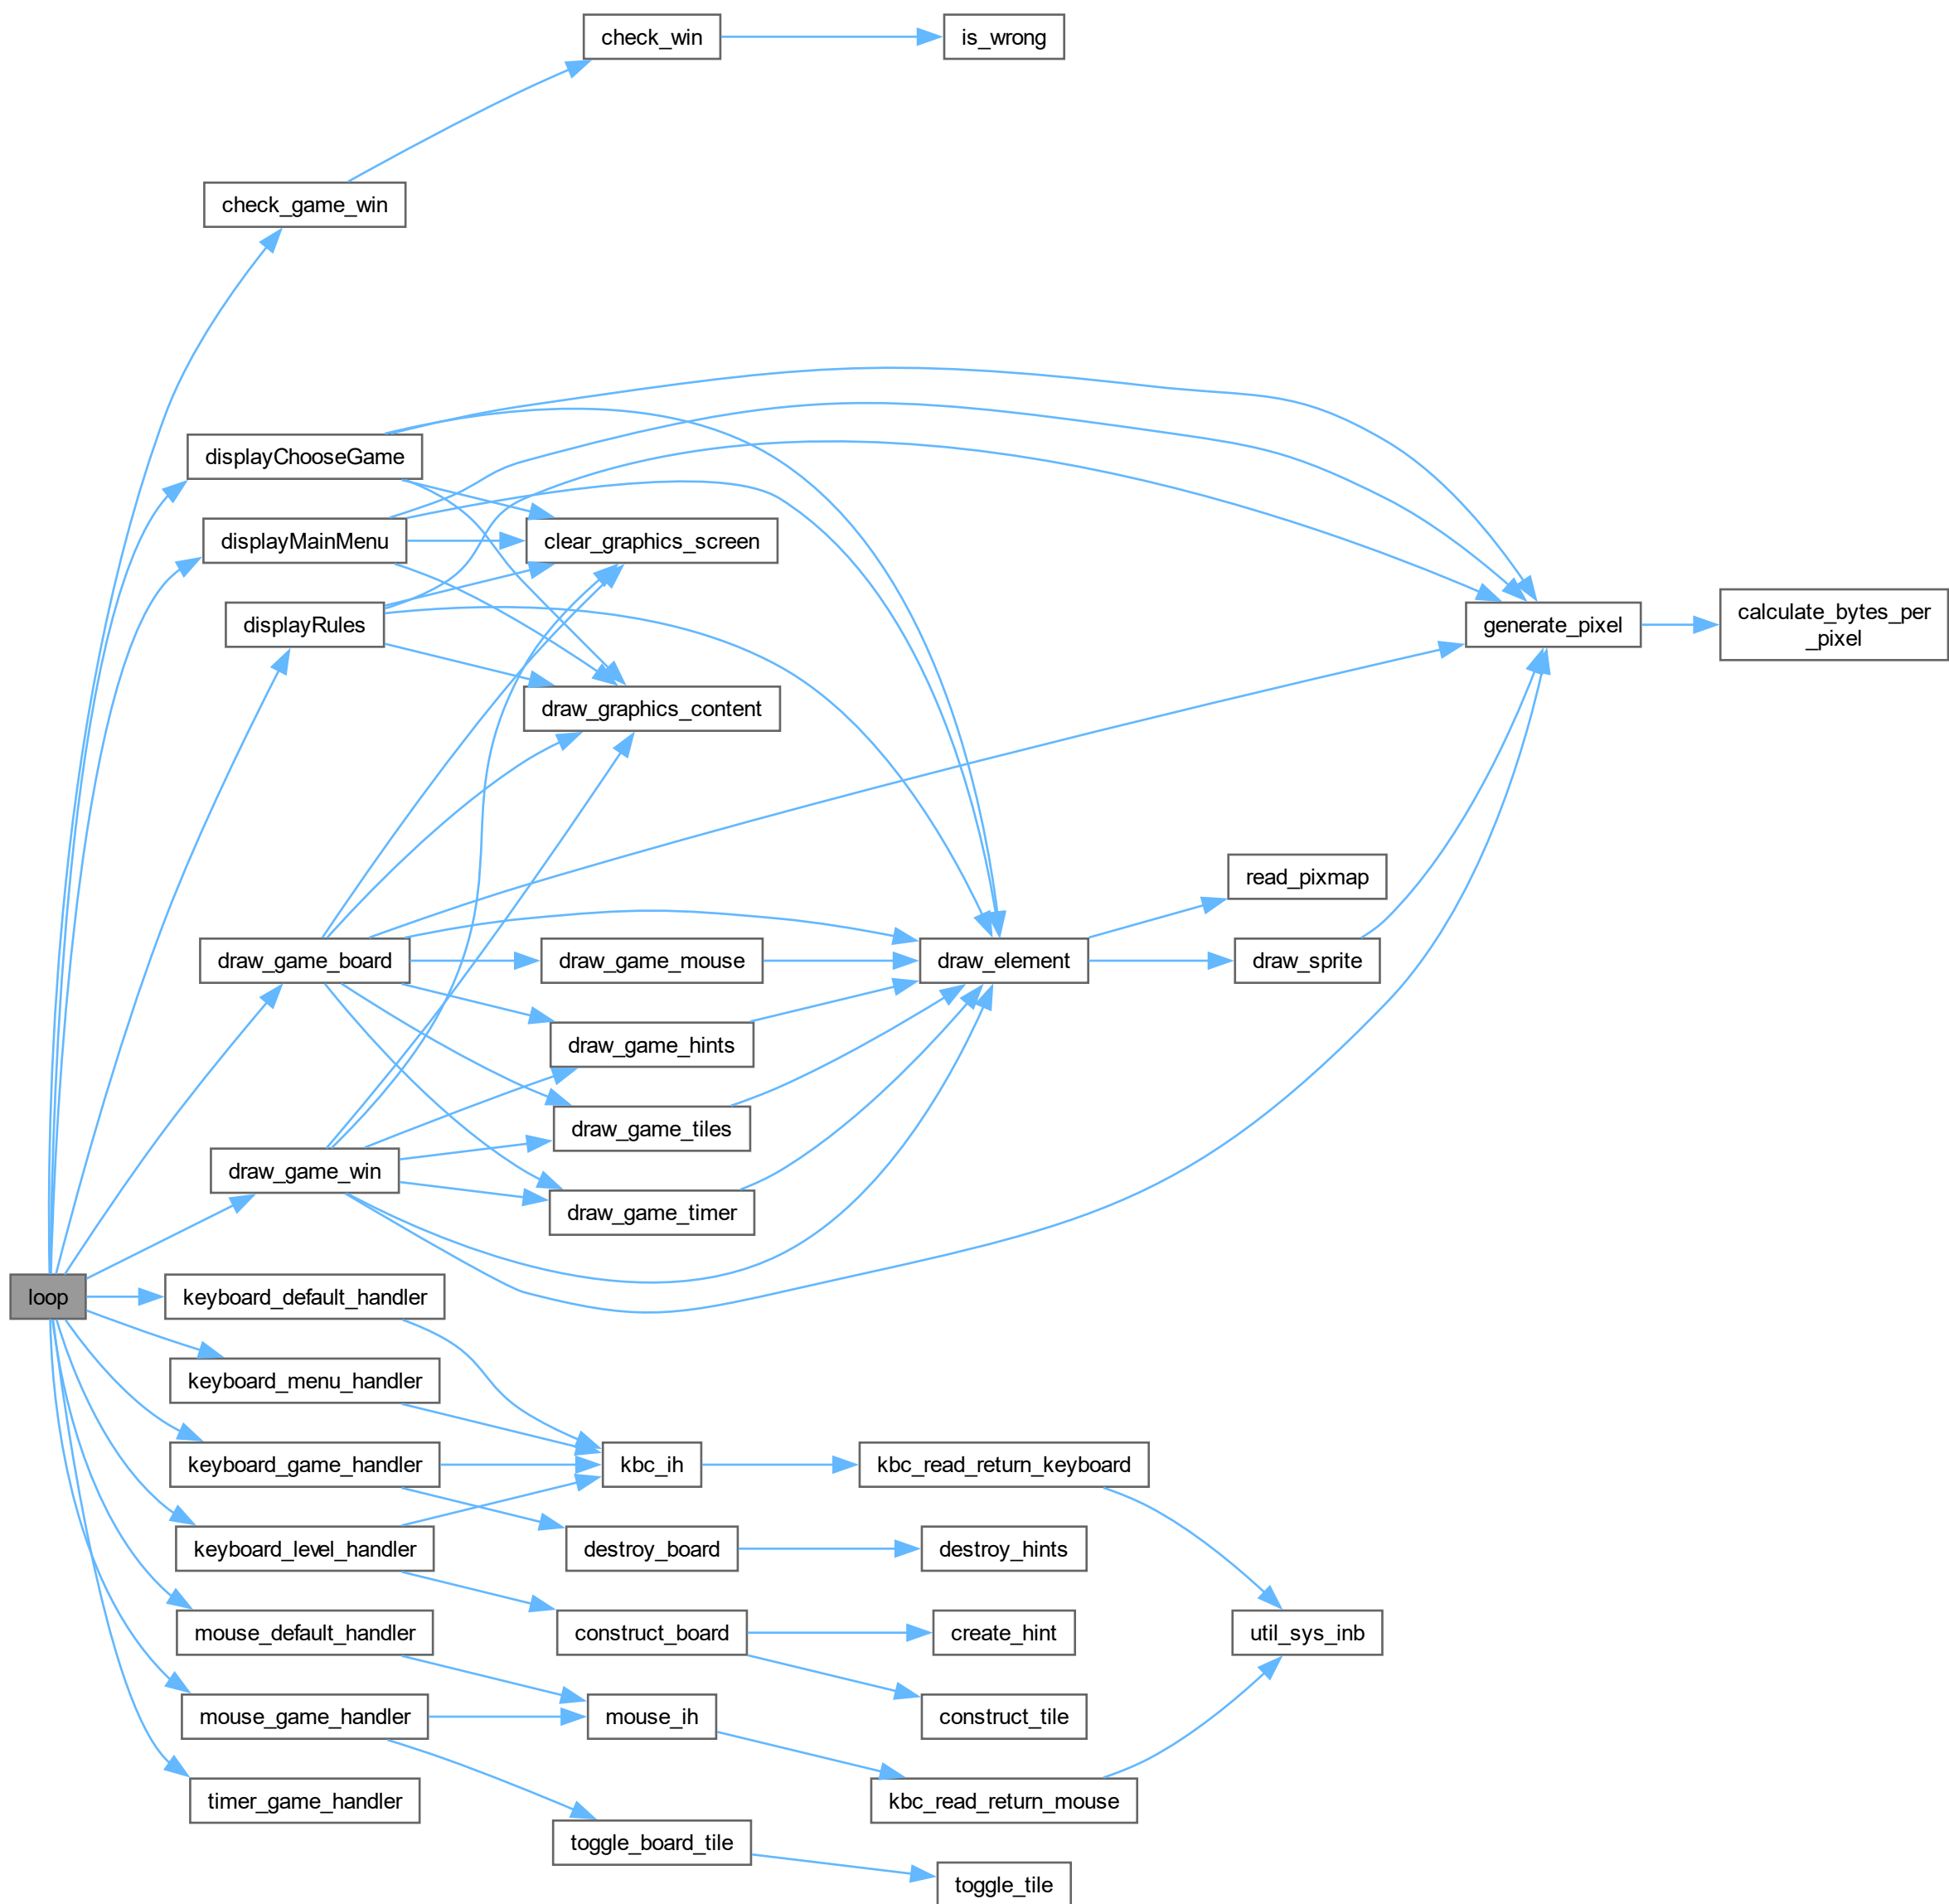 check_win
is_wrong
check_game_win
displayChooseGame
displayMainMenu
clear_graphics_screen
displayRules
generate_pixel
calculate_bytes_per
_pixel
draw_graphics_content
read_pixmap
draw_game_board
draw_game_mouse
draw_element
draw_sprite
draw_game_hints
draw_game_tiles
draw_game_win
draw_game_timer
loop
keyboard_default_handler
keyboard_menu_handler
keyboard_game_handler
kbc_ih
kbc_read_return_keyboard
keyboard_level_handler
destroy_board
destroy_hints
mouse_default_handler
construct_board
create_hint
util_sys_inb
mouse_game_handler
mouse_ih
construct_tile
timer_game_handler
kbc_read_return_mouse
toggle_board_tile
toggle_tile